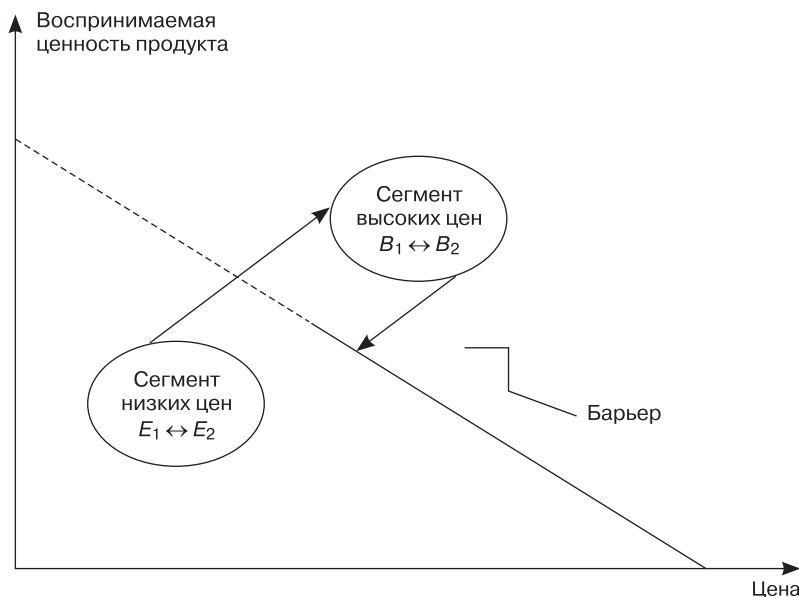 Воспринимаемая
ценность продукта
Сегмент
высоких цен
B₁ ↔ B₂
Сегмент
низких цен
E₁ ↔ E₂
Барьер
Цена